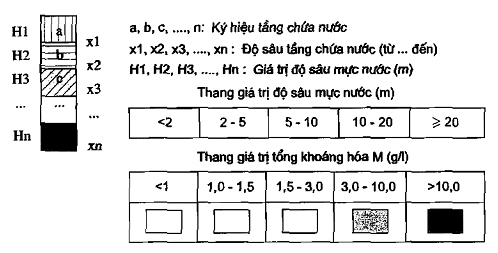 H1 a x1
H2 b x2
H3 c x3
... ... ...
Hn xn
a, b, c, ...., n: Ký hiệu tầng chứa nước
x1, x2, x3, ...., xn : Độ sâu tầng chứa nước (từ ... đến)
H1, H2, H3, ...., Hn : Giá trị độ sâu mực nước (m)
Thang giá trị độ sâu mực nước (m)
<2 2 - 5 5 - 10 10 - 20 ⩾ 20
Thang giá trị tổng khoáng hóa M (g/l)
<1 1,0 - 1,5 1,5 - 3,0 3,0 - 10,0 >10,0